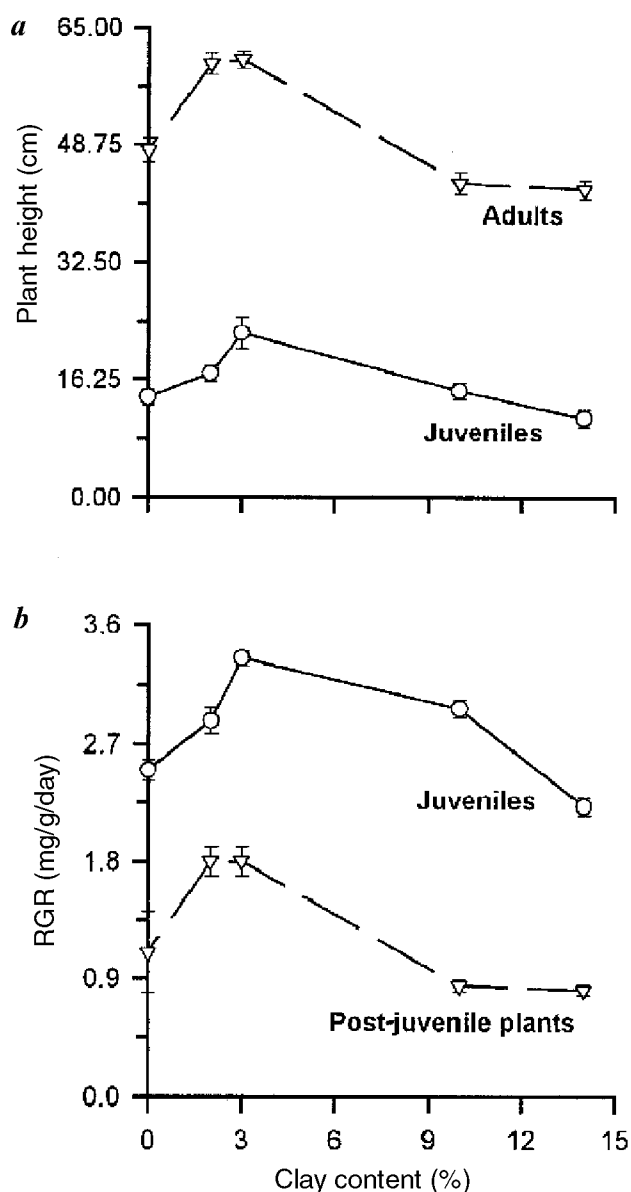 a
Plant height (cm)
65.00
48.75
32.50
16.25
0.00
Adults
Juveniles
b
RGR (mg/g/day)
3.6
2.7
1.8
0.9
0.0
Juveniles
Post-juvenile plants
0 3 6 9 12 15
Clay content (%)